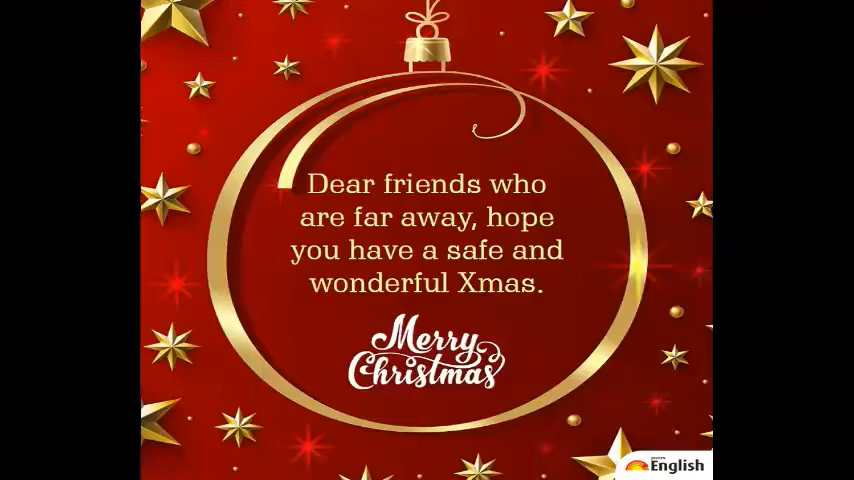 Dear friends who
are far away, hope
you have a safe and
wonderful Xmas.
Merry
Christmas
English